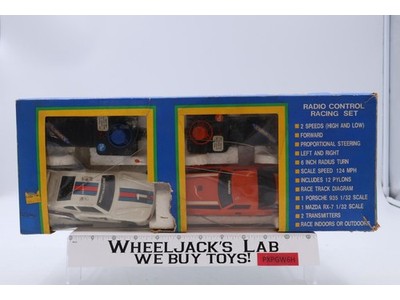 RADIO CONTROL
RACING SET
2 SPEEDS (HIGH AND LOW)
FORWARD
PROPORTIONAL STEERING
LEFT AND RIGHT
6 INCH RADIUS TURN
SCALE SPEED 124 MPH
INCLUDES 12 PYLONS
RACE TRACK DIAGRAM
1 PORSCHE 935 1/32 SCALE
1 MAZDA RX-7 1/32 SCALE
2 TRANSMITTERS
RACE INDOORS OR OUTDOORS
WHEELJACK'S LAB
WE BUY TOYS!
PXPGW6H